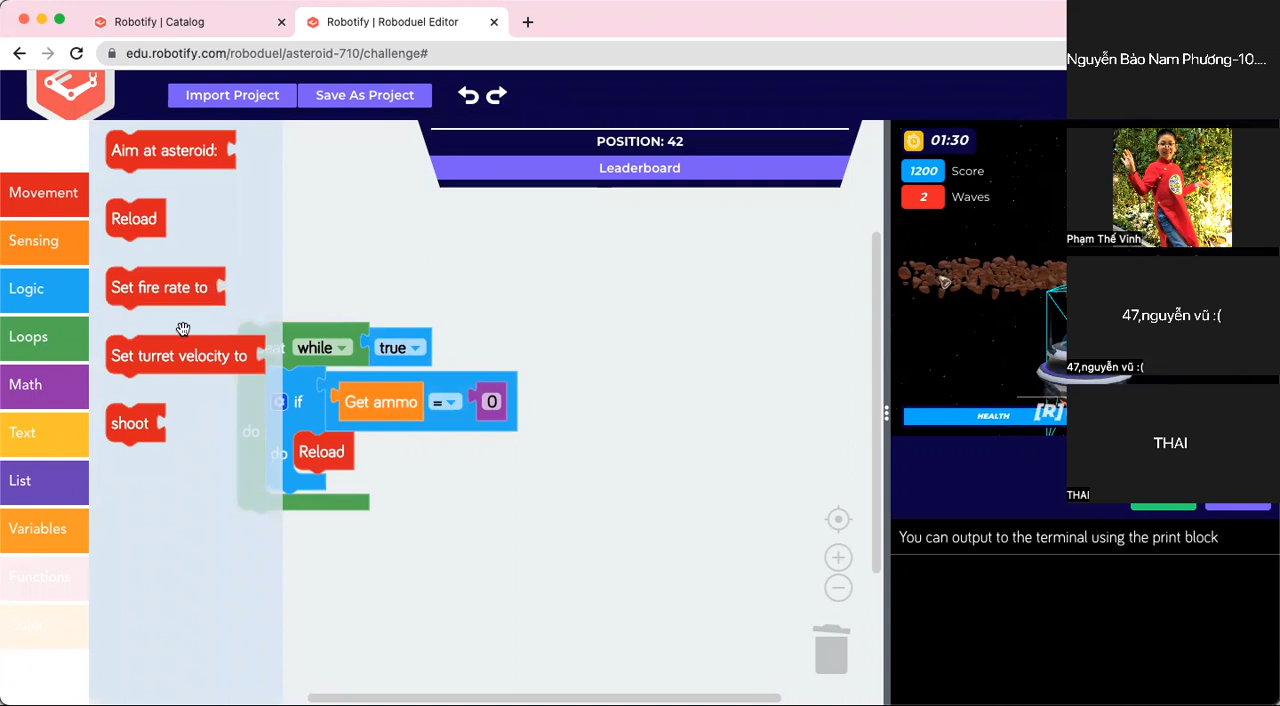 Robotify | Catalog
Robotify | Roboduel Editor
edu.robotify.com/roboduel/asteroid-710/challenge#
Import Project
Save As Project
POSITION: 42
Leaderboard
Movement
Sensing
Logic
Loops
Math
Text
List
Variables
Functions
Aim at asteroid:
Reload
Set fire rate to
Set turret velocity to
shoot
while
true
if
Get ammo
=
0
do
do
Reload
01:30
1200 Score
2 Waves
HEALTH
[R]
You can output to the terminal using the print block
Nguyễn Bảo Nam Phương-10....
Phạm Thế Vinh
47,nguyễn vũ :(
47,nguyễn vũ :(
THAI
THAI